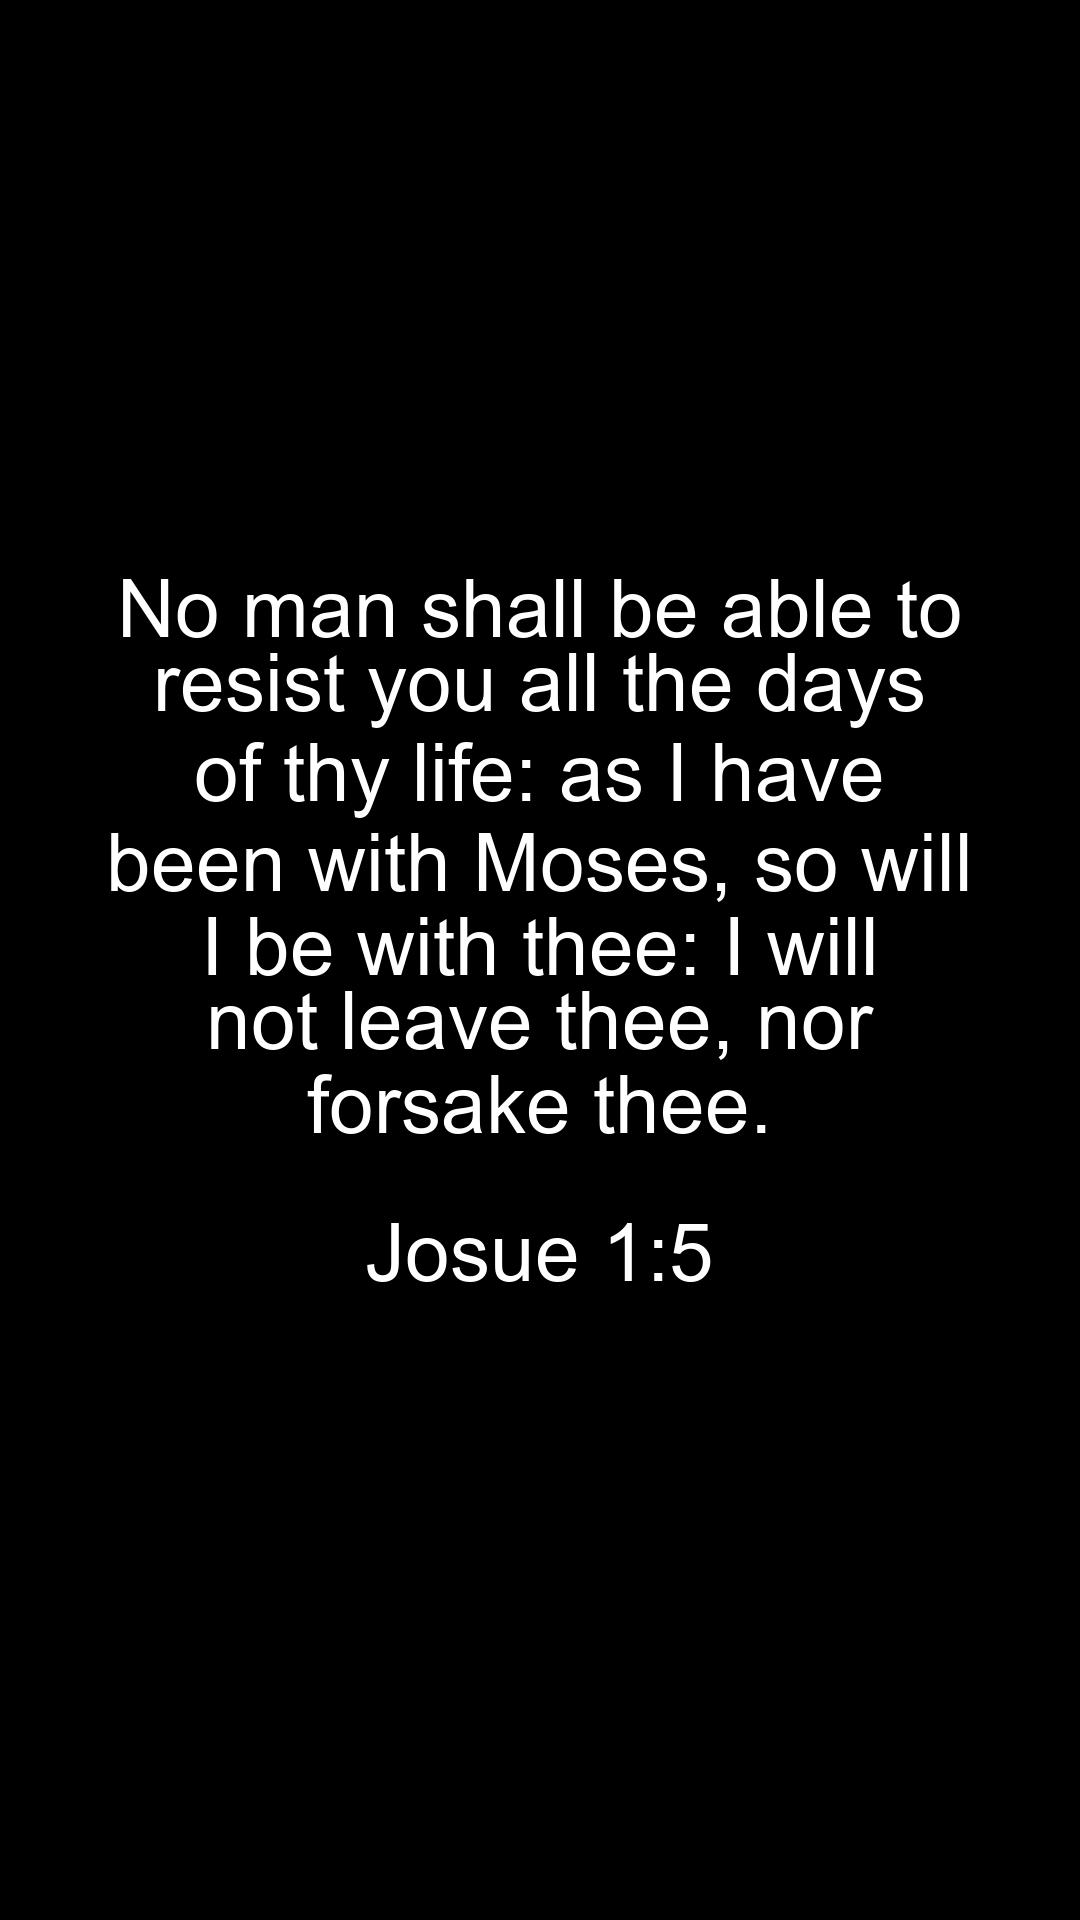 No man shall be able to
resist you all the days
of thy life: as I have
been with Moses, so will
I be with thee: I will
not leave thee, nor
forsake thee.
Josue 1:5